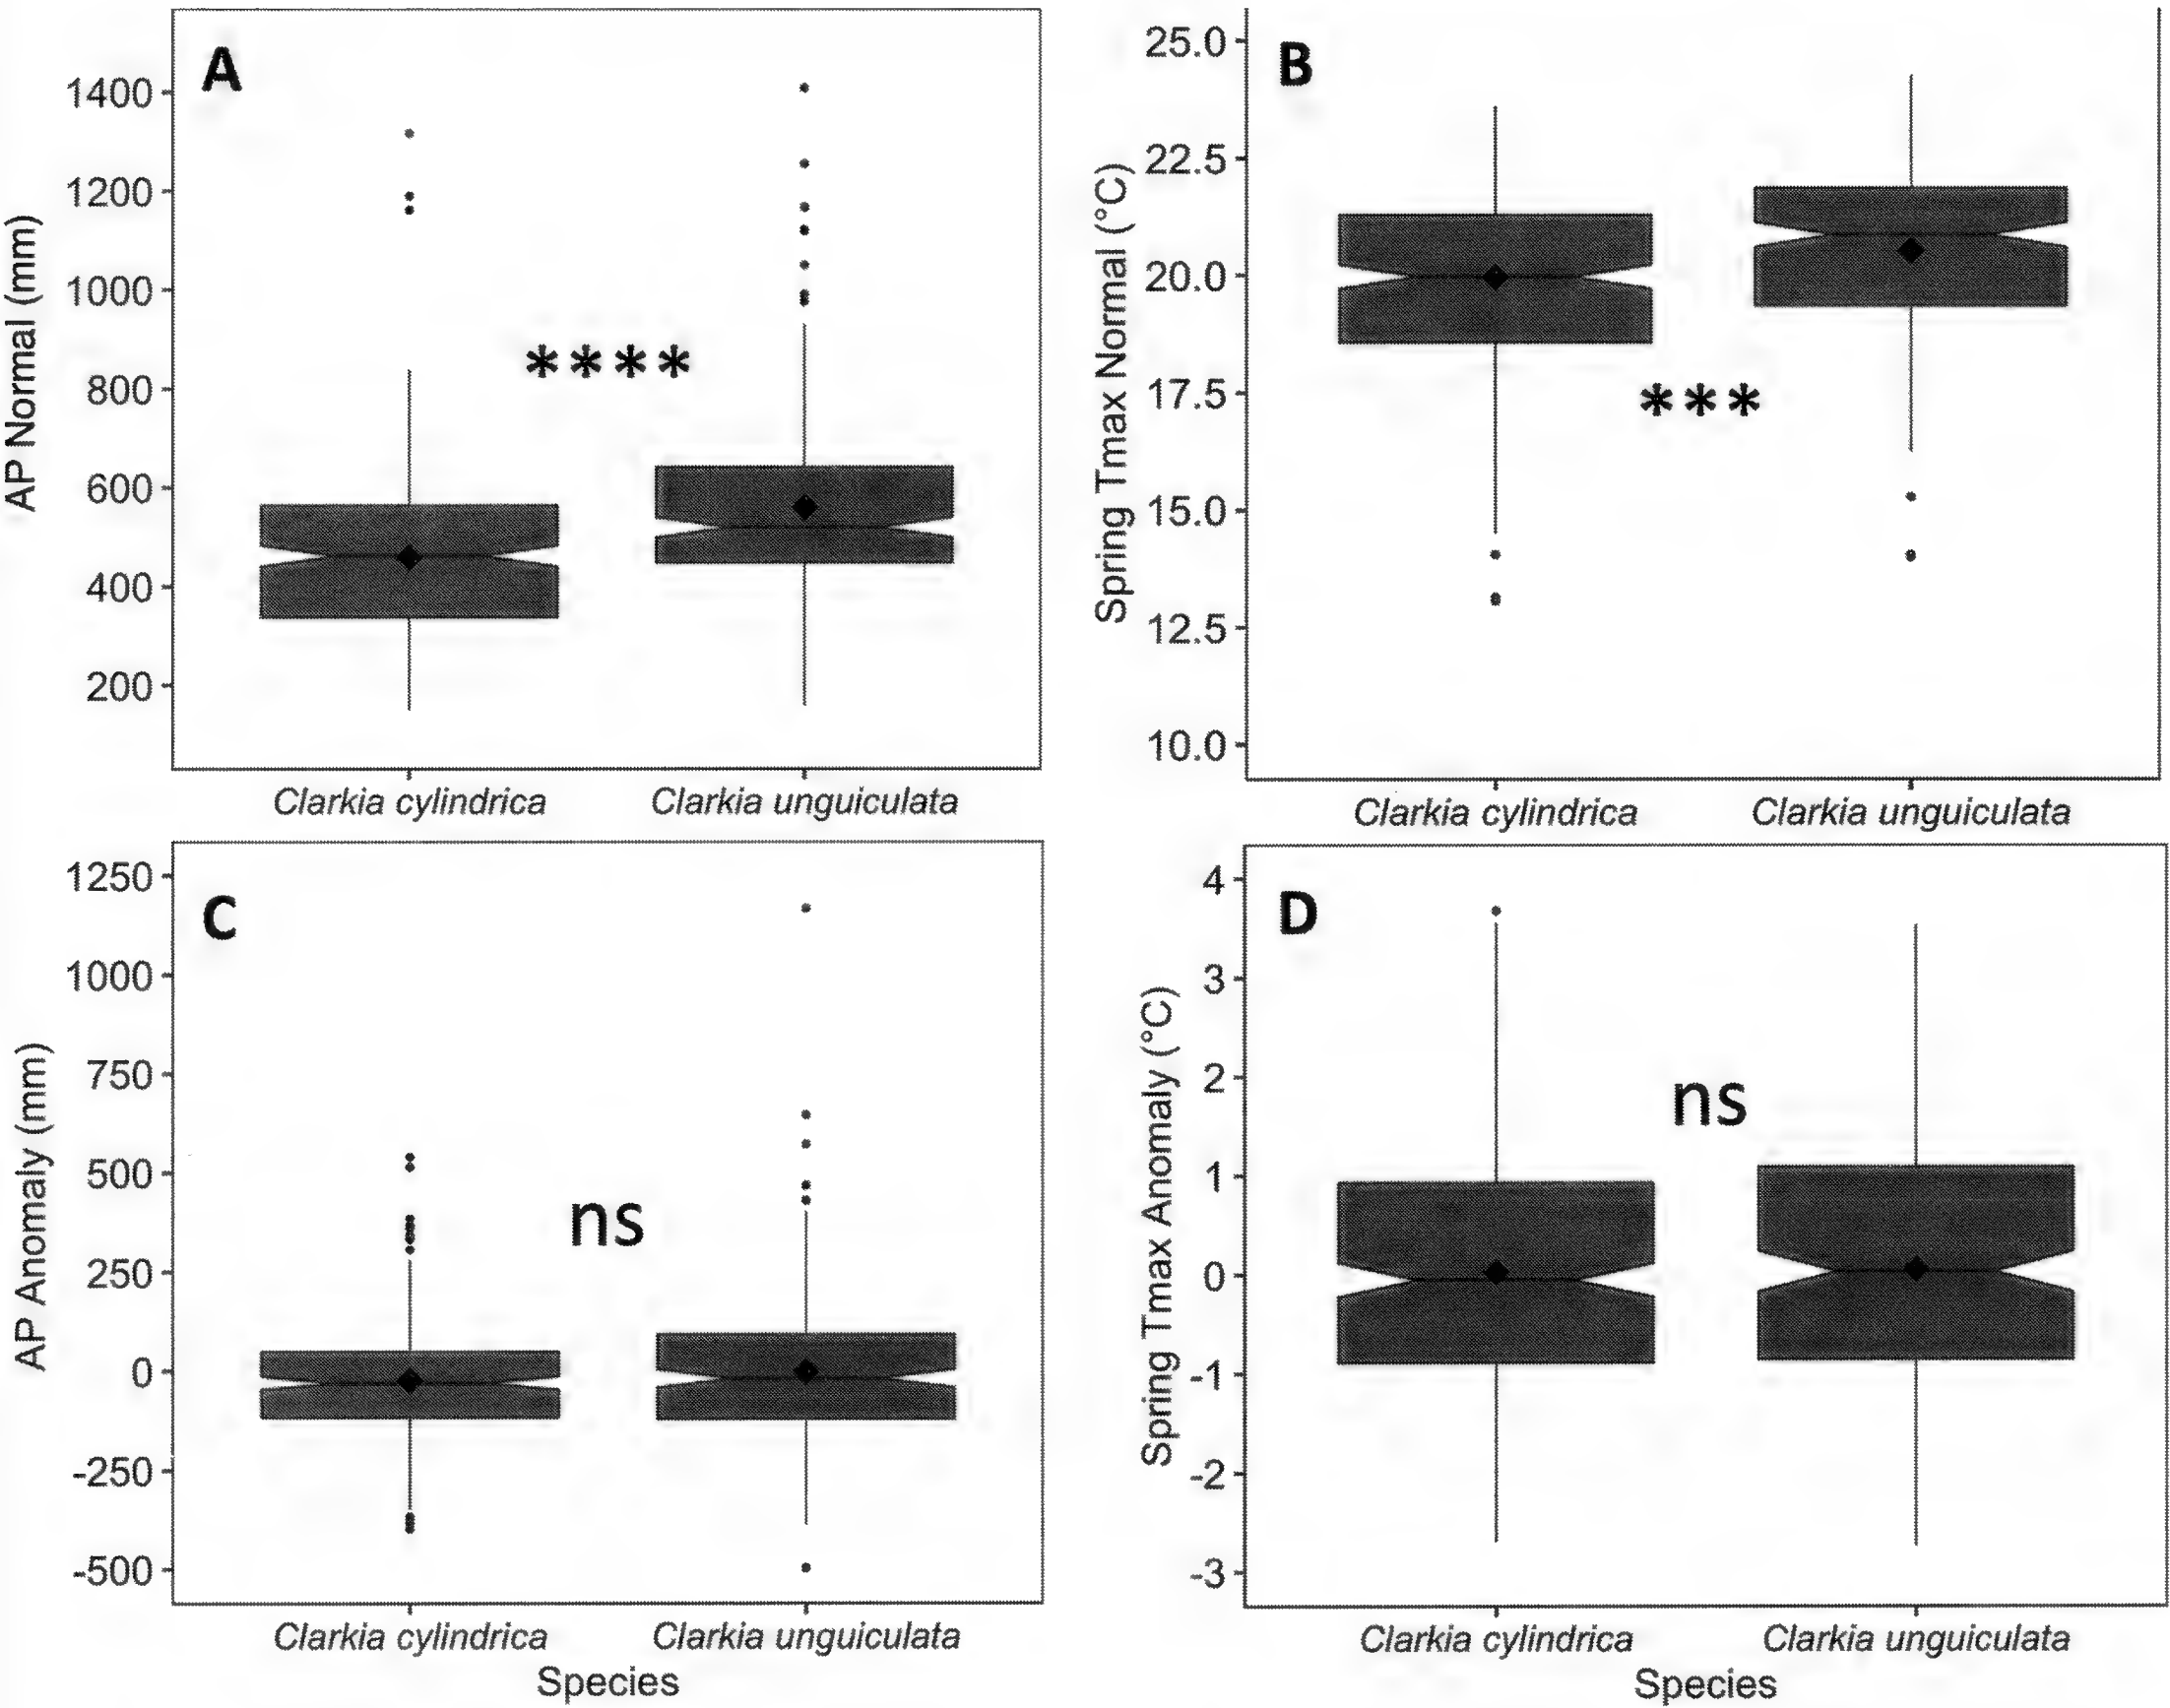 A
AP Normal (mm)
1400
1200
1000
800
600
400
200
****
Clarkia cylindrica Clarkia unguiculata
B
Spring Tmax Normal (°C)
25.0
22.5
20.0
17.5
15.0
12.5
10.0
***
Clarkia cylindrica Clarkia unguiculata
C
AP Anomaly (mm)
1250
1000
750
500
250
0
-250
-500
ns
Clarkia cylindrica Clarkia unguiculata
Species
D
Spring Tmax Anomaly (°C)
4
3
2
1
0
-1
-2
-3
ns
Clarkia cylindrica Clarkia unguiculata
Species